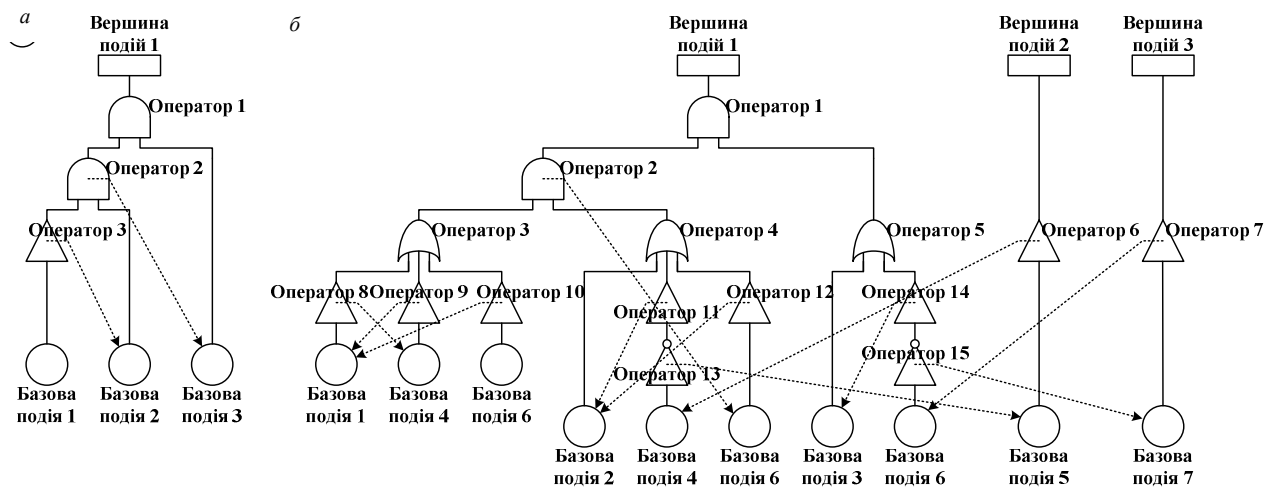 а
Вершина
подій 1
Оператор 1
Оператор 2
Оператор 3
Базова
подія 1
Базова
подія 2
Базова
подія 3
б
Вершина
подій 1
Вершина
подій 2
Вершина
подій 3
Оператор 1
Оператор 2
Оператор 3
Оператор 4
Оператор 5
Оператор 6
Оператор 7
Оператор 8
Оператор 9
Оператор 10
Оператор 11
Оператор 12
Оператор 14
Оператор 13
Оператор 15
Базова
подія 1
Базова
подія 4
Базова
подія 6
Базова
подія 2
Базова
подія 4
Базова
подія 6
Базова
подія 3
Базова
подія 6
Базова
подія 5
Базова
подія 7